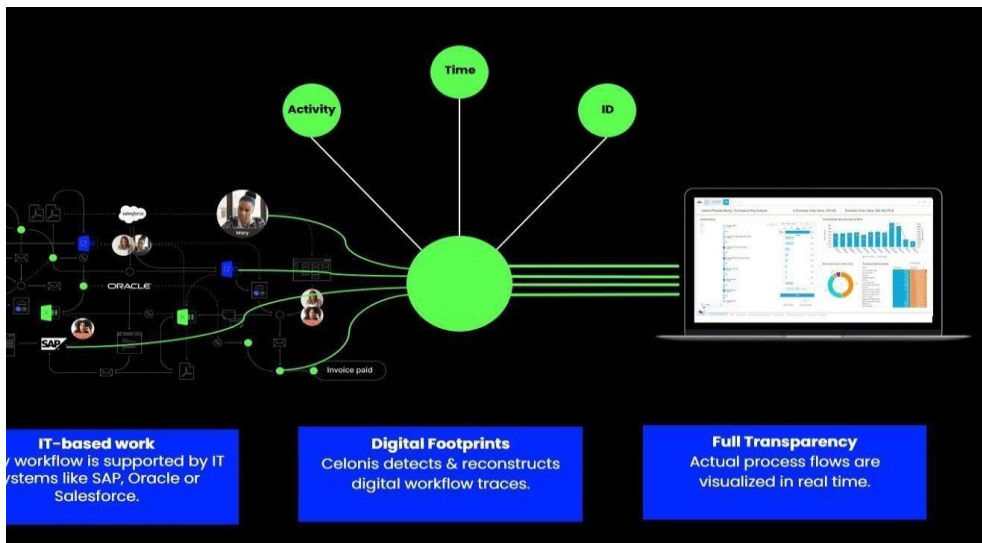 Time
Activity
ID
salesforce
Mary
ORACLE
SAP
Invoice paid
IT-based work
workflow is supported by IT
ystems like SAP, Oracle or
Salesforce.
Digital Footprints
Celonis detects & reconstructs
digital workflow traces.
Full Transparency
Actual process flows are
visualized in real time.